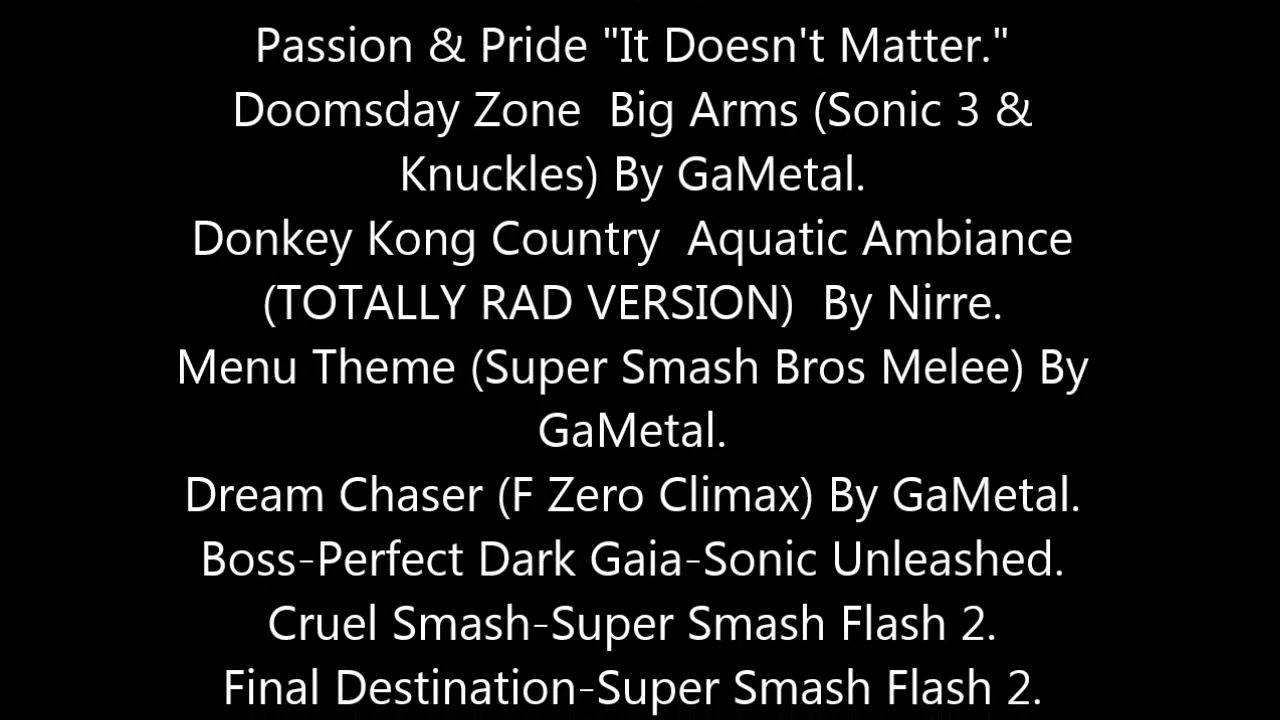 Passion & Pride "It Doesn't Matter."
Doomsday Zone  Big Arms (Sonic 3 &
Knuckles) By GaMetal.
Donkey Kong Country  Aquatic Ambiance
(TOTALLY RAD VERSION)  By Nirre.
Menu Theme (Super Smash Bros Melee) By
GaMetal.
Dream Chaser (F Zero Climax) By GaMetal.
Boss-Perfect Dark Gaia-Sonic Unleashed.
Cruel Smash-Super Smash Flash 2.
Final Destination-Super Smash Flash 2.